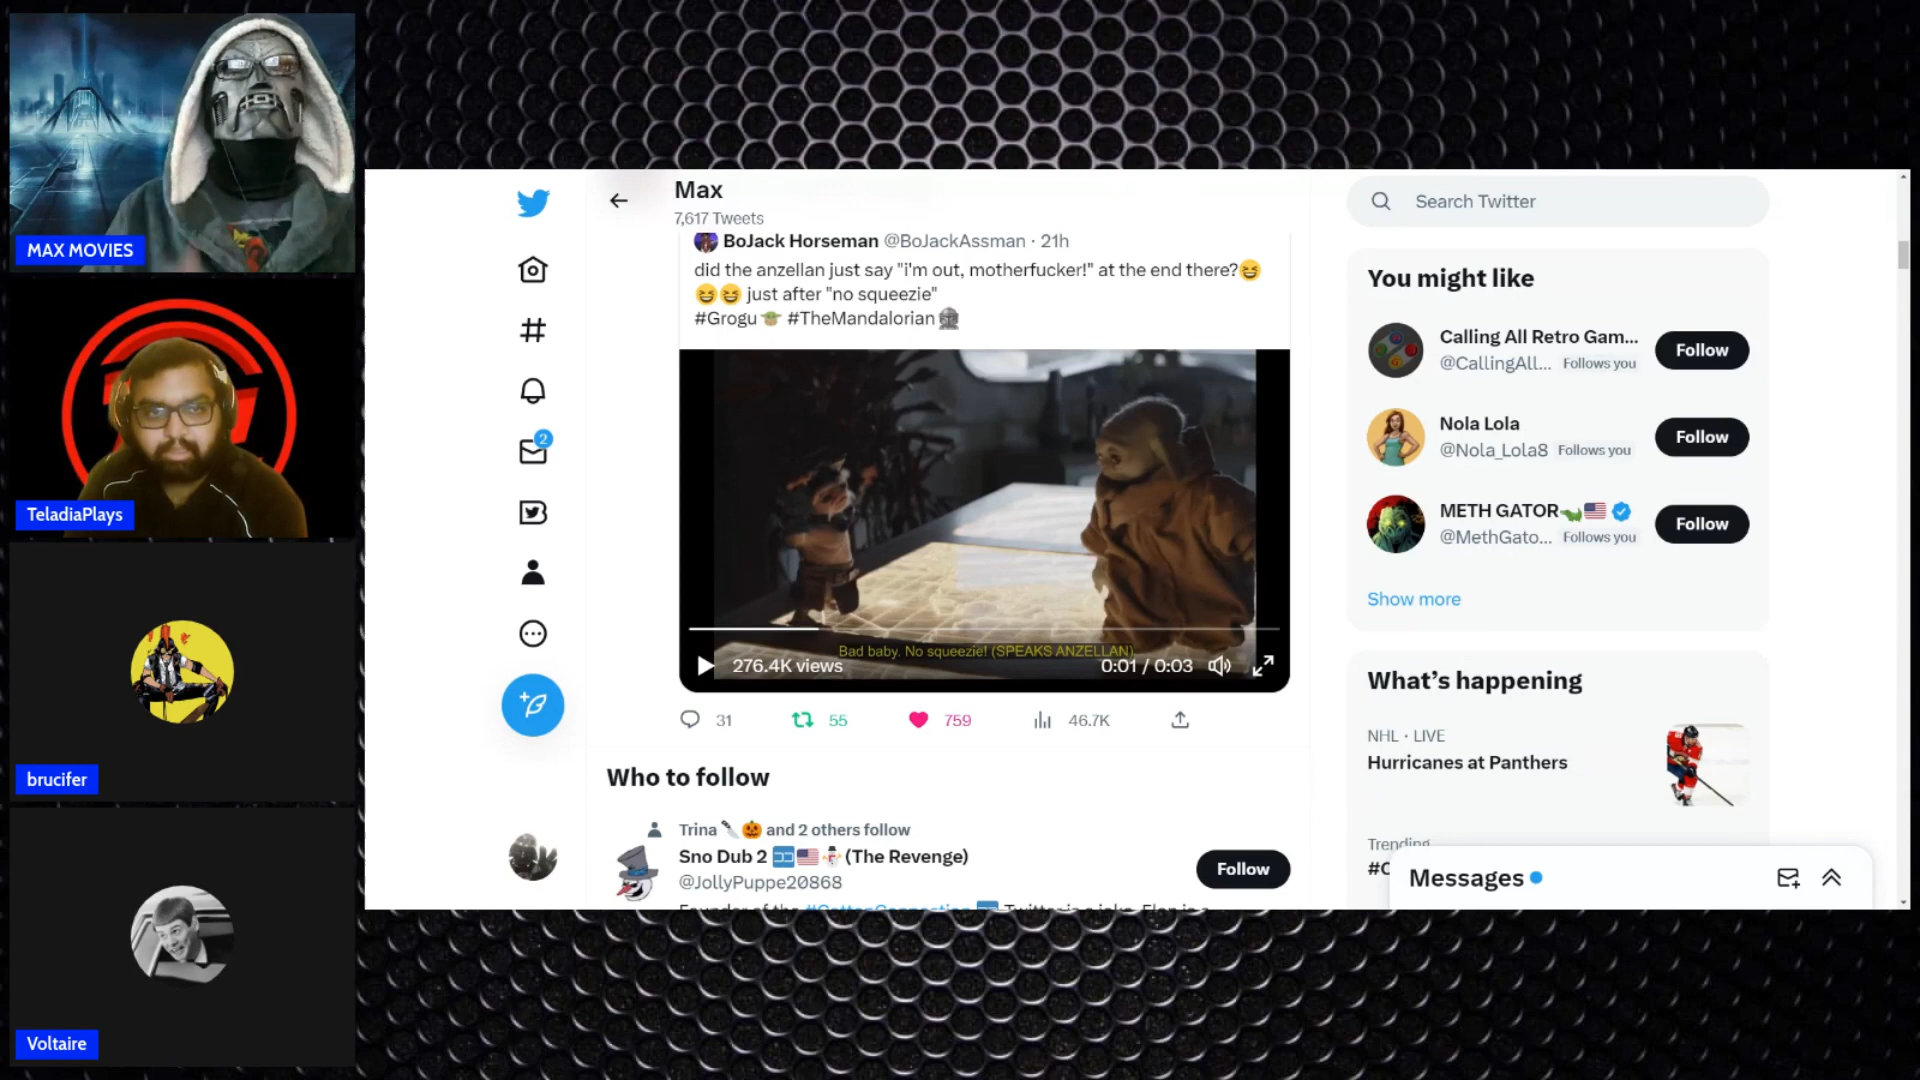 MAX MOVIES
TeladiaPlays
brucifer
Voltaire
Max
7,617 Tweets
BoJack Horseman @BoJackAssman · 21h
did the anzellan just say "i'm out, motherfucker!" at the end there?😆
😆😆 just after "no squeezie"
#Grogu #TheMandalorian
Bad baby. No squeezie! (SPEAKS ANZELLAN)
276.4K views
0:01 / 0:03
31
55
759
46.7K
2
Who to follow
Trina 🔪🎃 and 2 others follow
Sno Dub 2 🇺🇸⛄ (The Revenge)
@JollyPuppe20868
Follow
Search Twitter
You might like
Calling All Retro Gam...
@CallingAll... Follows you
Follow
Nola Lola
@Nola_Lola8 Follows you
Follow
METH GATOR🐊🇺🇸
@MethGato... Follows you
Follow
Show more
What's happening
NHL · LIVE
Hurricanes at Panthers
Trending
Messages